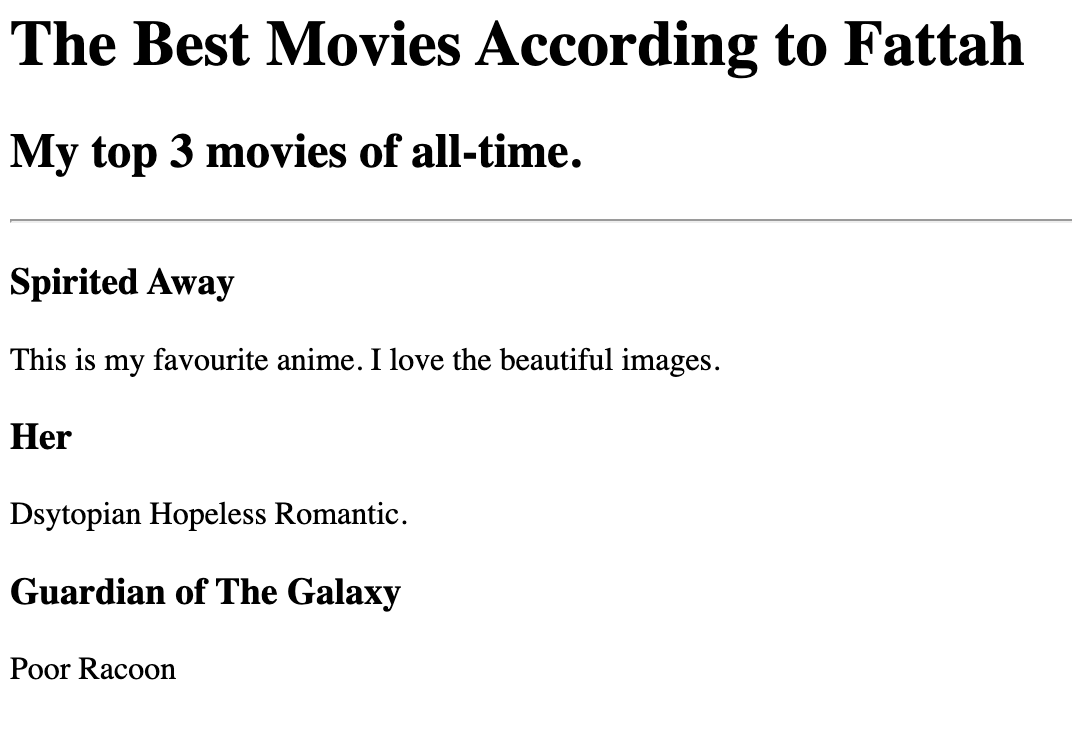 The Best Movies According to Fattah
My top 3 movies of all-time.
Spirited Away
This is my favourite anime. I love the beautiful images.
Her
Dsytopian Hopeless Romantic.
Guardian of The Galaxy
Poor Racoon